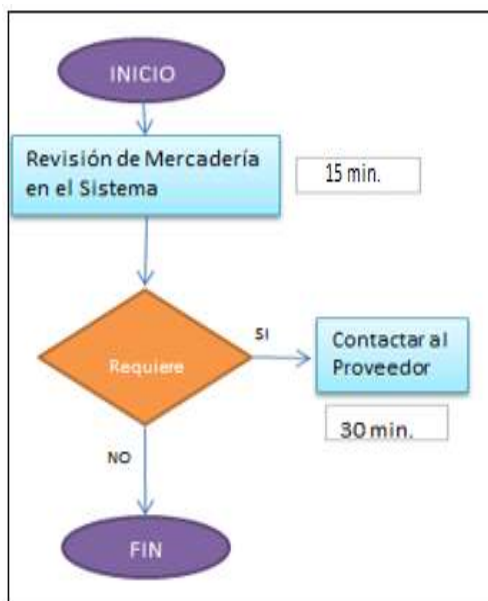 INICIO
Revisión de Mercadería
en el Sistema
15 min.
Requiere
SI
Contactar al
Proveedor
30 min.
NO
FIN